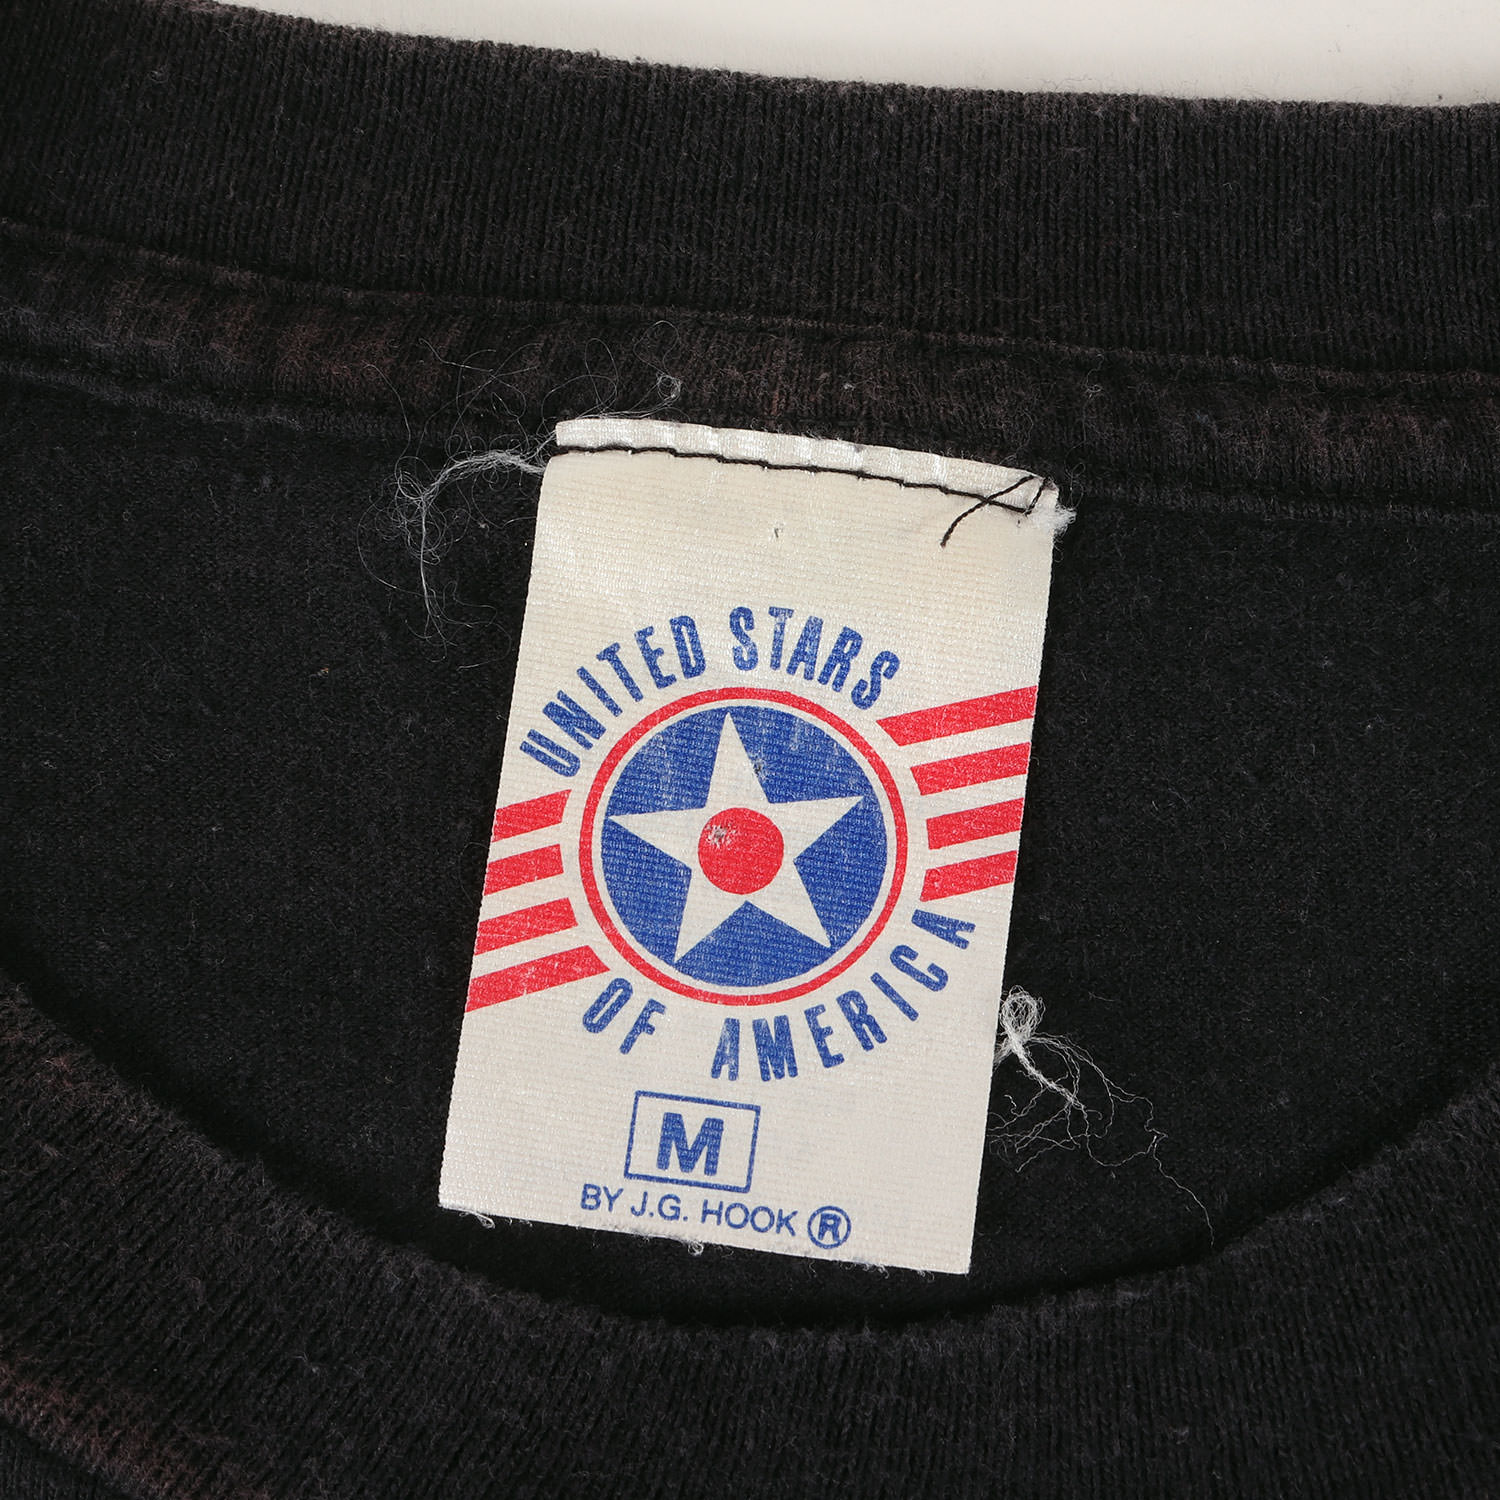 UNITED STARS
OF AMERICA
M
BY J.G. HOOK ®